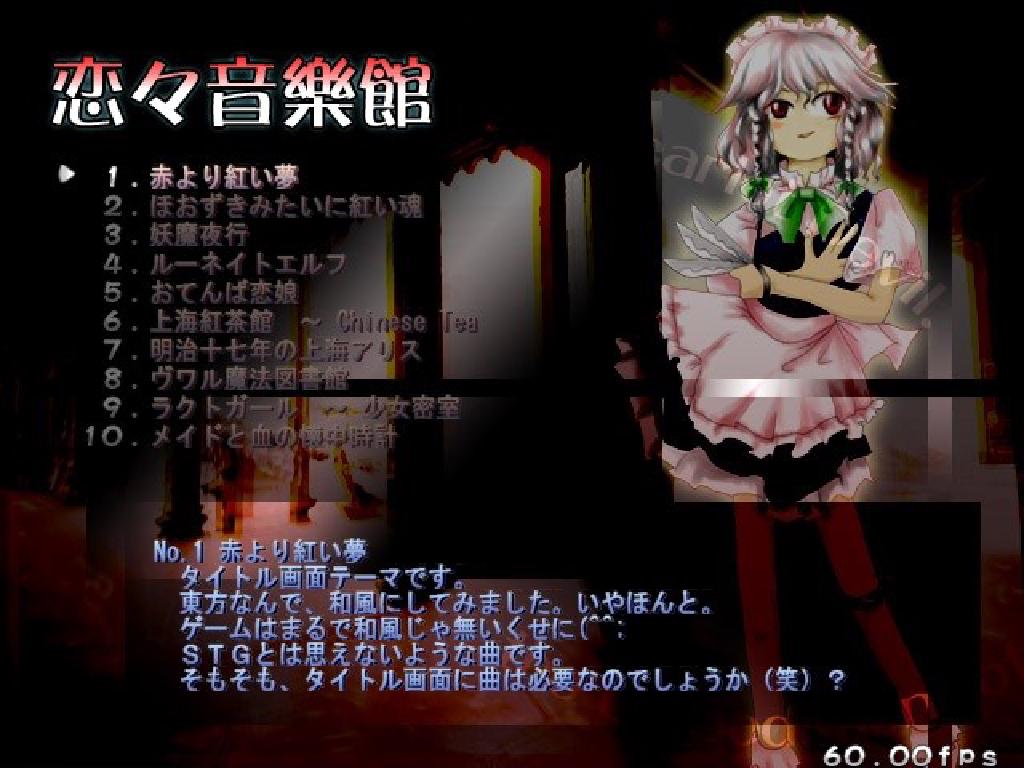 恋々音樂館
1．赤より紅い夢
2．ほおずきみたいに紅い魂
3．妖魔夜行
4．ルーネイトエルフ
5．おてんば恋娘
6．上海紅茶館　～ Chinese Tea
7．明治十七年の上海アリス
8．ヴワル魔法図書館
9．ラクトガール　～ 少女密室
10．メイドと血の懐中時計
No.1 赤より紅い夢
タイトル画面テーマです。
東方なんで、和風にしてみました。いやほんと。
ゲームはまるで和風じゃ無いくせに(^^;
ＳＴＧとは思えないような曲です。
そもそも、タイトル画面に曲は必要なのでしょうか（笑）？
60.00fps